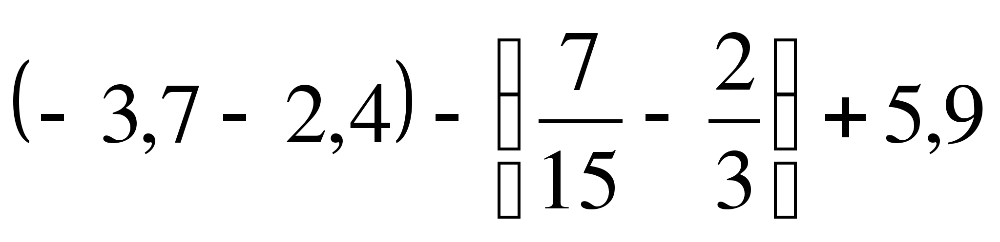 (- 3,7 - 2,4) - (7/15 - 2/3) + 5,9